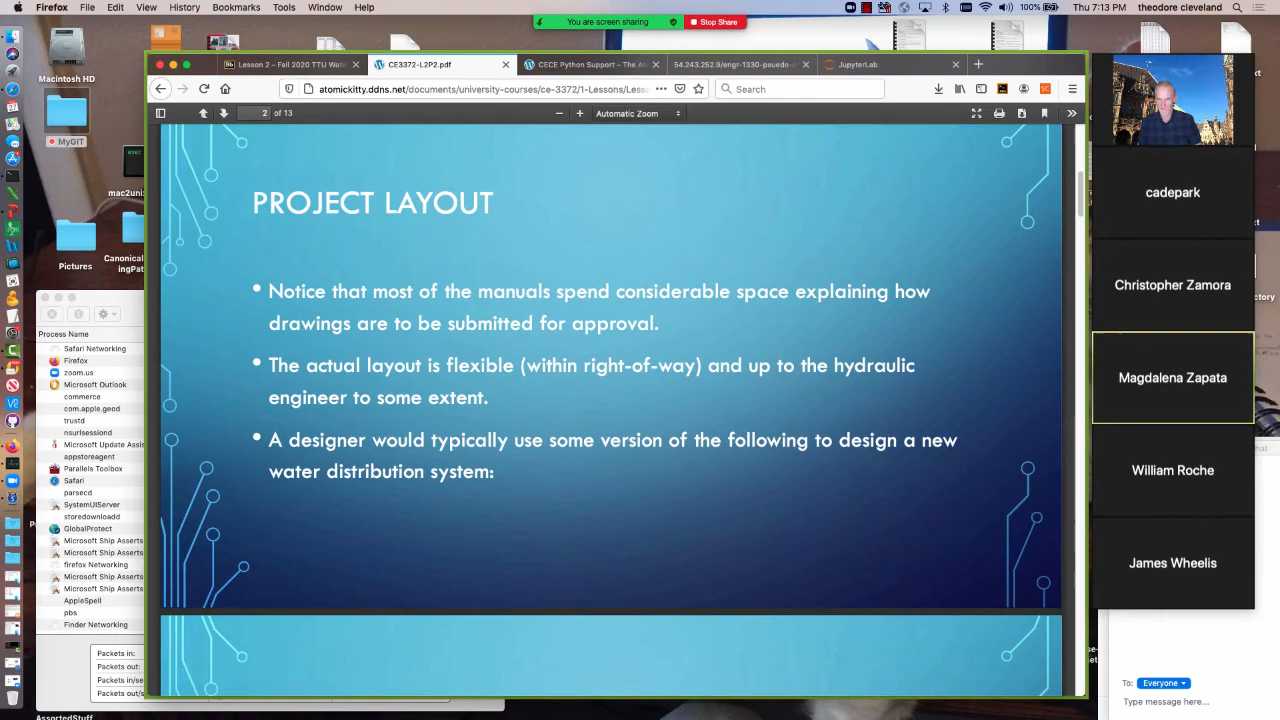 Firefox File Edit View History Bookmarks Tools Window Help
100% Thu 7:13 PM theodore cleveland
You are screen sharing Stop Share
Macintosh HD
MyGIT
mac2uni
Pictures
Canonical
ingPat
Lesson 2 – Fall 2020 TTU Wate
CE3372-L2P2.pdf
CECE Python Support – The At
54.243.252.9/engr-1330-psuedo-c
JupyterLab
atomickitty.ddns.net/documents/university-courses/ce-3372/1-Lessons/Less
Search
2 of 13
Automatic Zoom
PROJECT LAYOUT
• Notice that most of the manuals spend considerable space explaining how
drawings are to be submitted for approval.
• The actual layout is flexible (within right-of-way) and up to the hydraulic
engineer to some extent.
• A designer would typically use some version of the following to design a new
water distribution system:
Process Name
Safari Networking
Firefox
zoom.us
Microsoft Outlook
commerce
com.apple.geod
trustd
nsurlsessiond
Microsoft Update Assis
appstoreagent
Parallels Toolbox
Safari
parsecd
SystemUIServer
storedownloadd
GlobalProtect
Microsoft Ship Asserts
Microsoft Ship Asserts
firefox Networking
Microsoft Ship Asserts
Microsoft Ship Asserts
AppleSpell
pbs
Finder Networking
Packets in:
Packets out:
Packets in/se
Packets out/s
AssortedStuff
cadepark
Christopher Zamora
Magdalena Zapata
William Roche
James Wheelis
To: Everyone
Type message here...